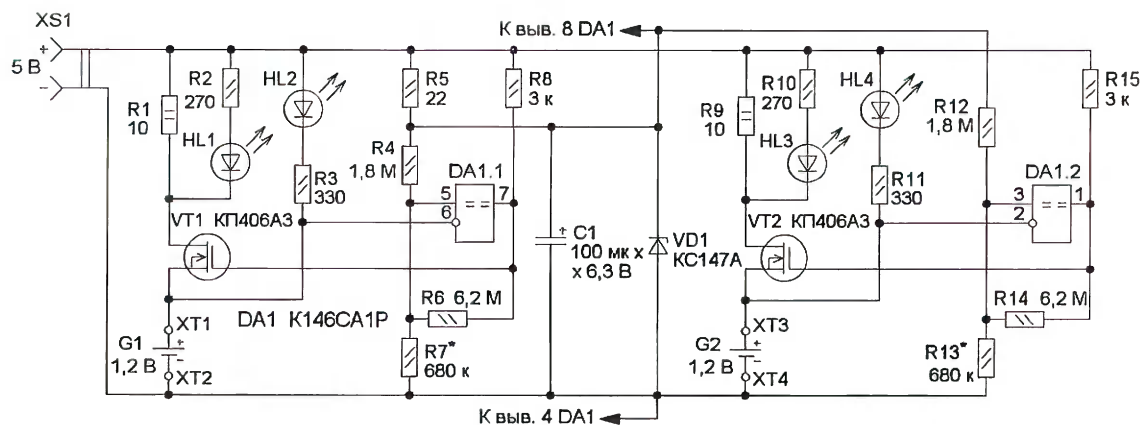 XS1
+
5 В
−
К выв. 8 DA1
R1
10
R2
270
HL1
HL2
R3
330
R5
22
R4
1,8 М
R8
3 к
DA1.1
5
6
7
= =
VT1 КП406А3
C1
+
100 мк х
х 6,3 В
VD1
КС147А
R6 6,2 М
DA1 К146СА1Р
XT1
G1
+
−
1,2 В
XT2
R7*
680 к
К выв. 4 DA1
R9
10
R10
270
HL3
HL4
R11
330
R12
1,8 М
R15
3 к
DA1.2
3
2
1
= =
VT2 КП406А3
R14 6,2 М
XT3
G2
+
−
1,2 В
XT4
R13*
680 к